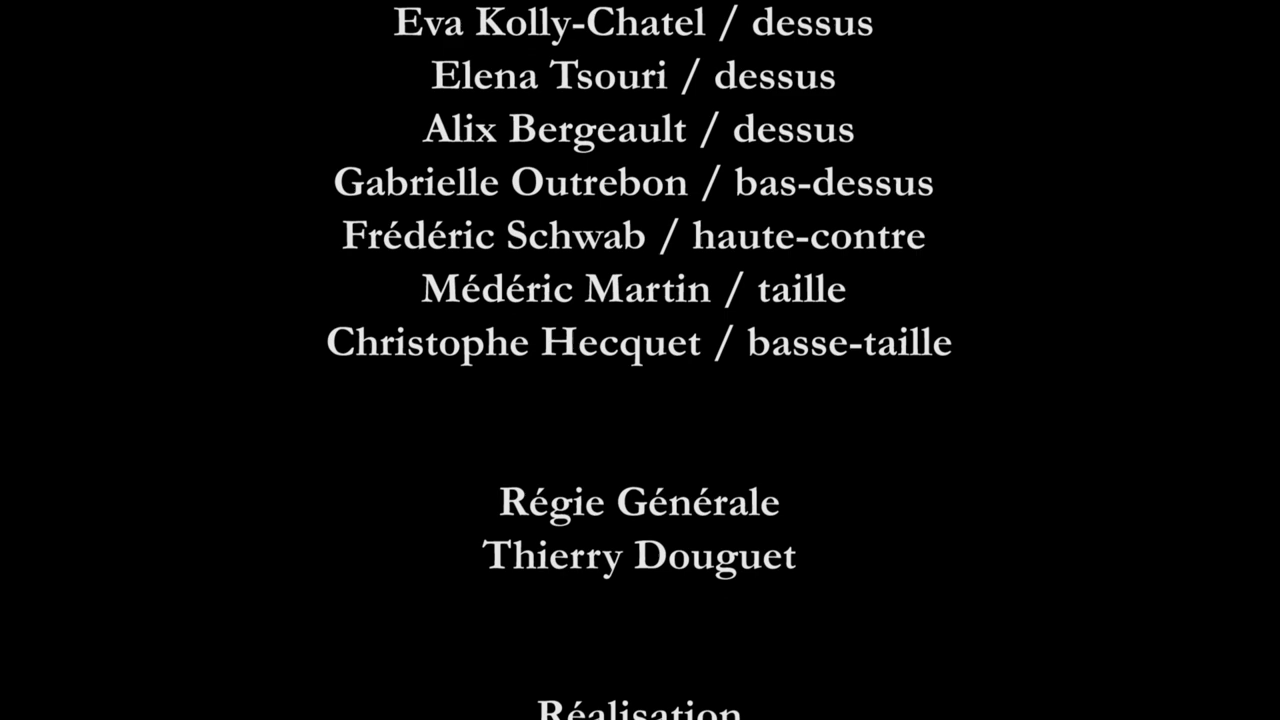 Eva Kolly-Chatel / dessus
Elena Tsouri / dessus
Alix Bergeault / dessus
Gabrielle Outrebon / bas-dessus
Frédéric Schwab / haute-contre
Médéric Martin / taille
Christophe Hecquet / basse-taille
Régie Générale
Thierry Douguet
Réalisation